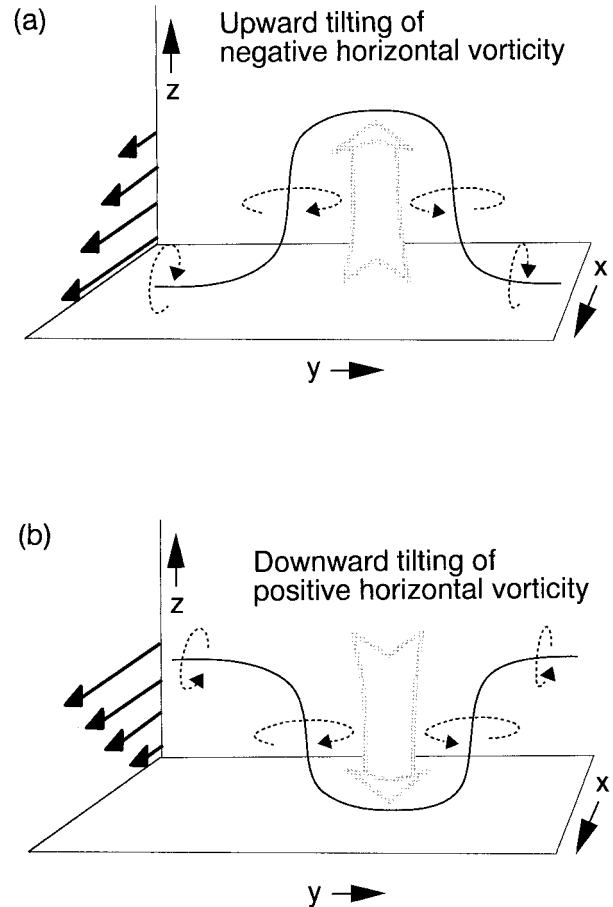 (a)
Upward tilting of
negative horizontal vorticity
z
x
y
(b)
Downward tilting of
positive horizontal vorticity
z
x
y